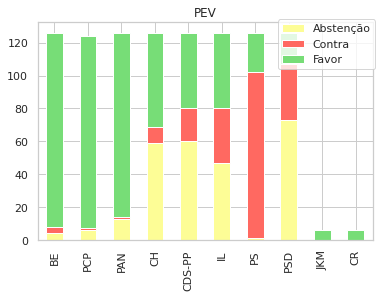 PEV
Abstenção
Contra
Favor
120
100
80
60
40
20
0
BE
PCP
PAN
CH
CDS-PP
IL
PS
PSD
JKM
CR